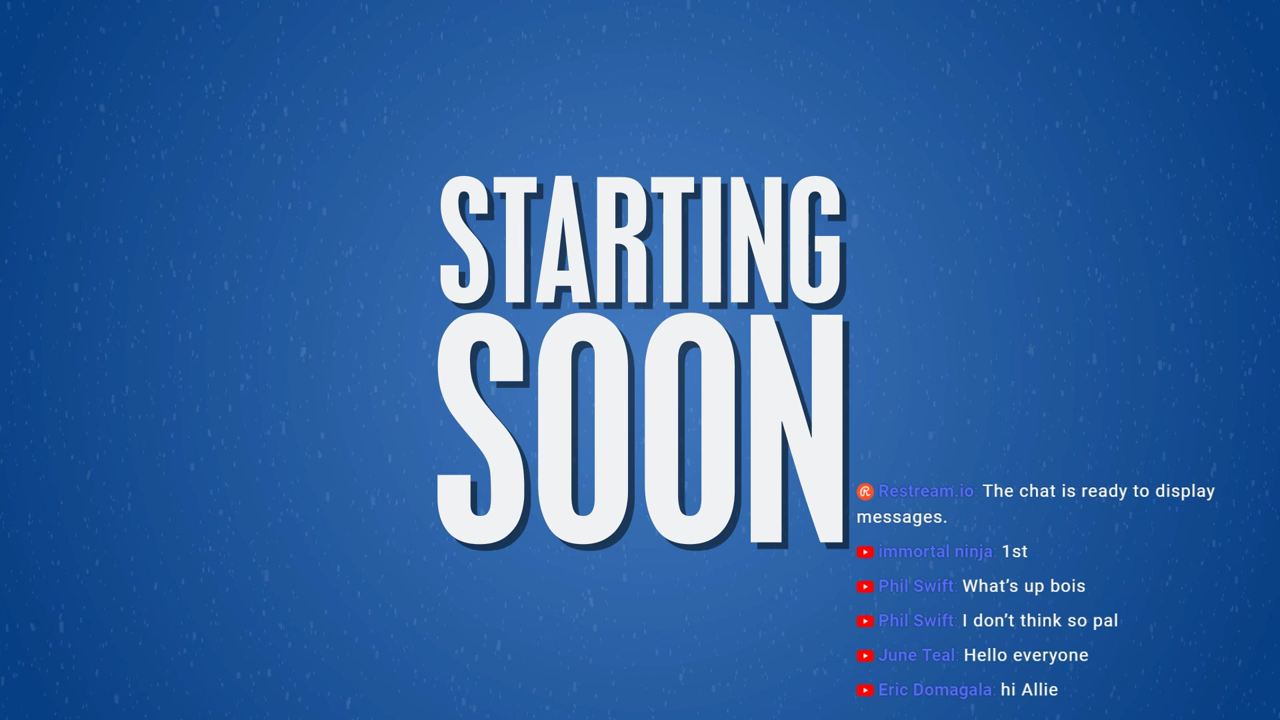 STARTING
SOON
Restream.io: The chat is ready to display
messages.
immortal ninja: 1st
Phil Swift: What's up bois
Phil Swift: I don't think so pal
June Teal: Hello everyone
Eric Domagala: hi Allie